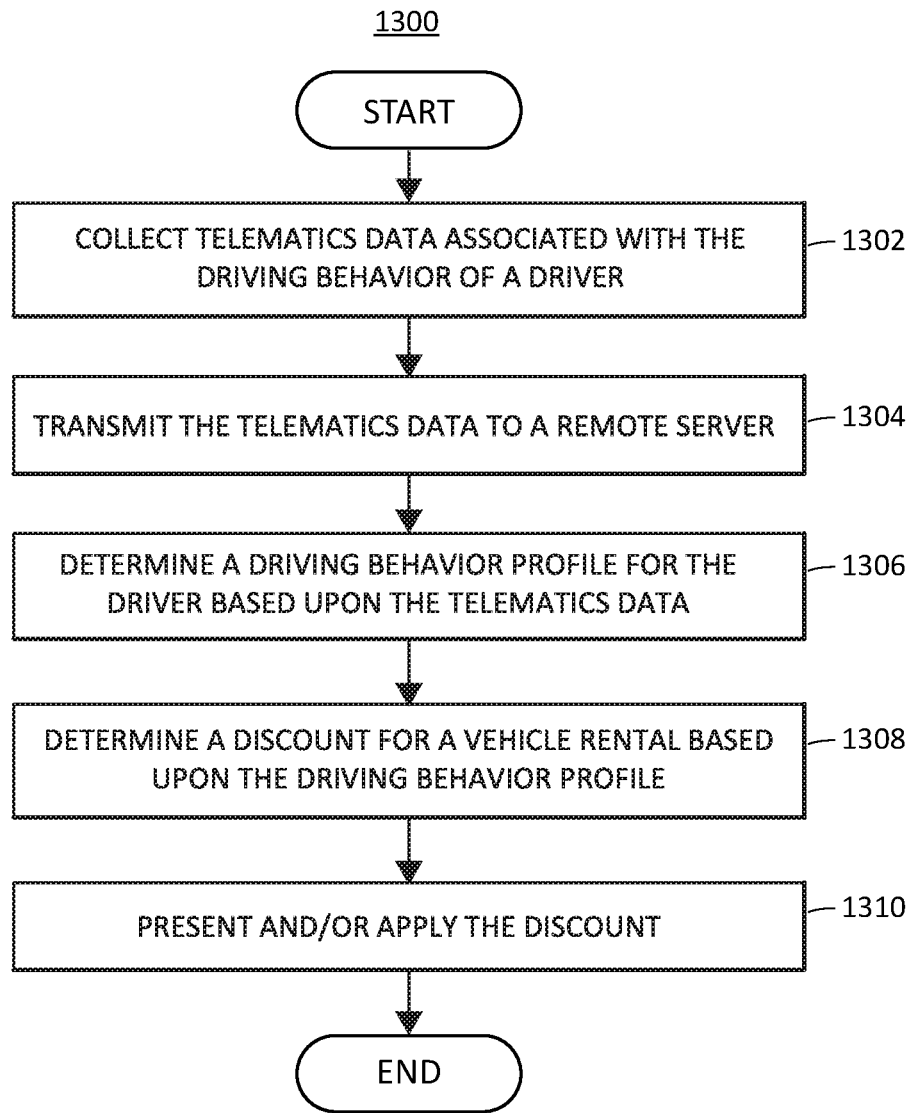 1300
START
COLLECT TELEMATICS DATA ASSOCIATED WITH THE
DRIVING BEHAVIOR OF A DRIVER
1302
TRANSMIT THE TELEMATICS DATA TO A REMOTE SERVER
1304
DETERMINE A DRIVING BEHAVIOR PROFILE FOR THE
DRIVER BASED UPON THE TELEMATICS DATA
1306
DETERMINE A DISCOUNT FOR A VEHICLE RENTAL BASED
UPON THE DRIVING BEHAVIOR PROFILE
1308
PRESENT AND/OR APPLY THE DISCOUNT
1310
END